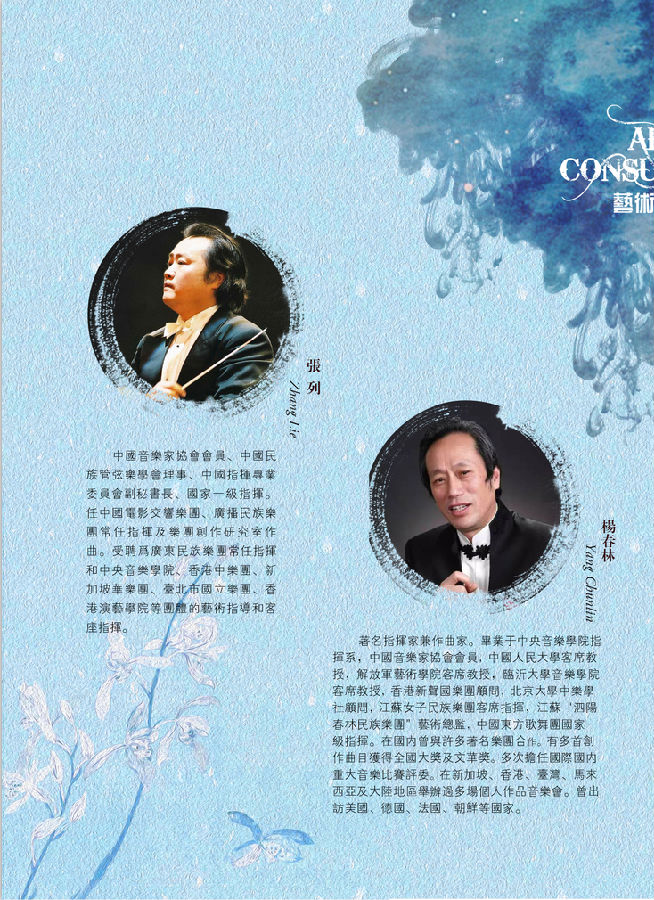 CONSU
藝術
張列
Zhang Lie
中國音樂家協會會員、中國民
族管弦樂學會理事、中國指揮專業
委員會副秘書長、國家一級指揮。
任中國電影交響樂團、廣播民族樂
團常任指揮及樂團創作研究室作
曲。受聘爲廣東民族樂團常任指揮
和中央音樂學院、香港中樂團、新
加坡華樂團、臺北市國立樂團、香
港演藝學院等團體的藝術指導和客
座指揮。
楊春林
Yang Chunlin
著名指揮家兼作曲家。畢業于中央音樂學院指
揮系，中國音樂家協會會員，中國人民大學客席教
授，解放軍藝術學院客席教授，臨沂大學音樂學院
客席教授，香港新聲國樂團顧問，北京大學中樂學
社顧問，江蘇女子民族樂團客席指揮，江蘇“泗陽
春林民族樂團”藝術總監，中國東方歌舞團國家
級指揮。在國内曾與許多著名樂團合作。有多首創
作曲目獲得全國大獎及文華獎。多次擔任國際國内
重大音樂比賽評委。在新加坡、香港、臺灣、馬來
西亞及大陸地區舉辦過多場個人作品音樂會。曾出
訪美國、德國、法國、朝鮮等國家。